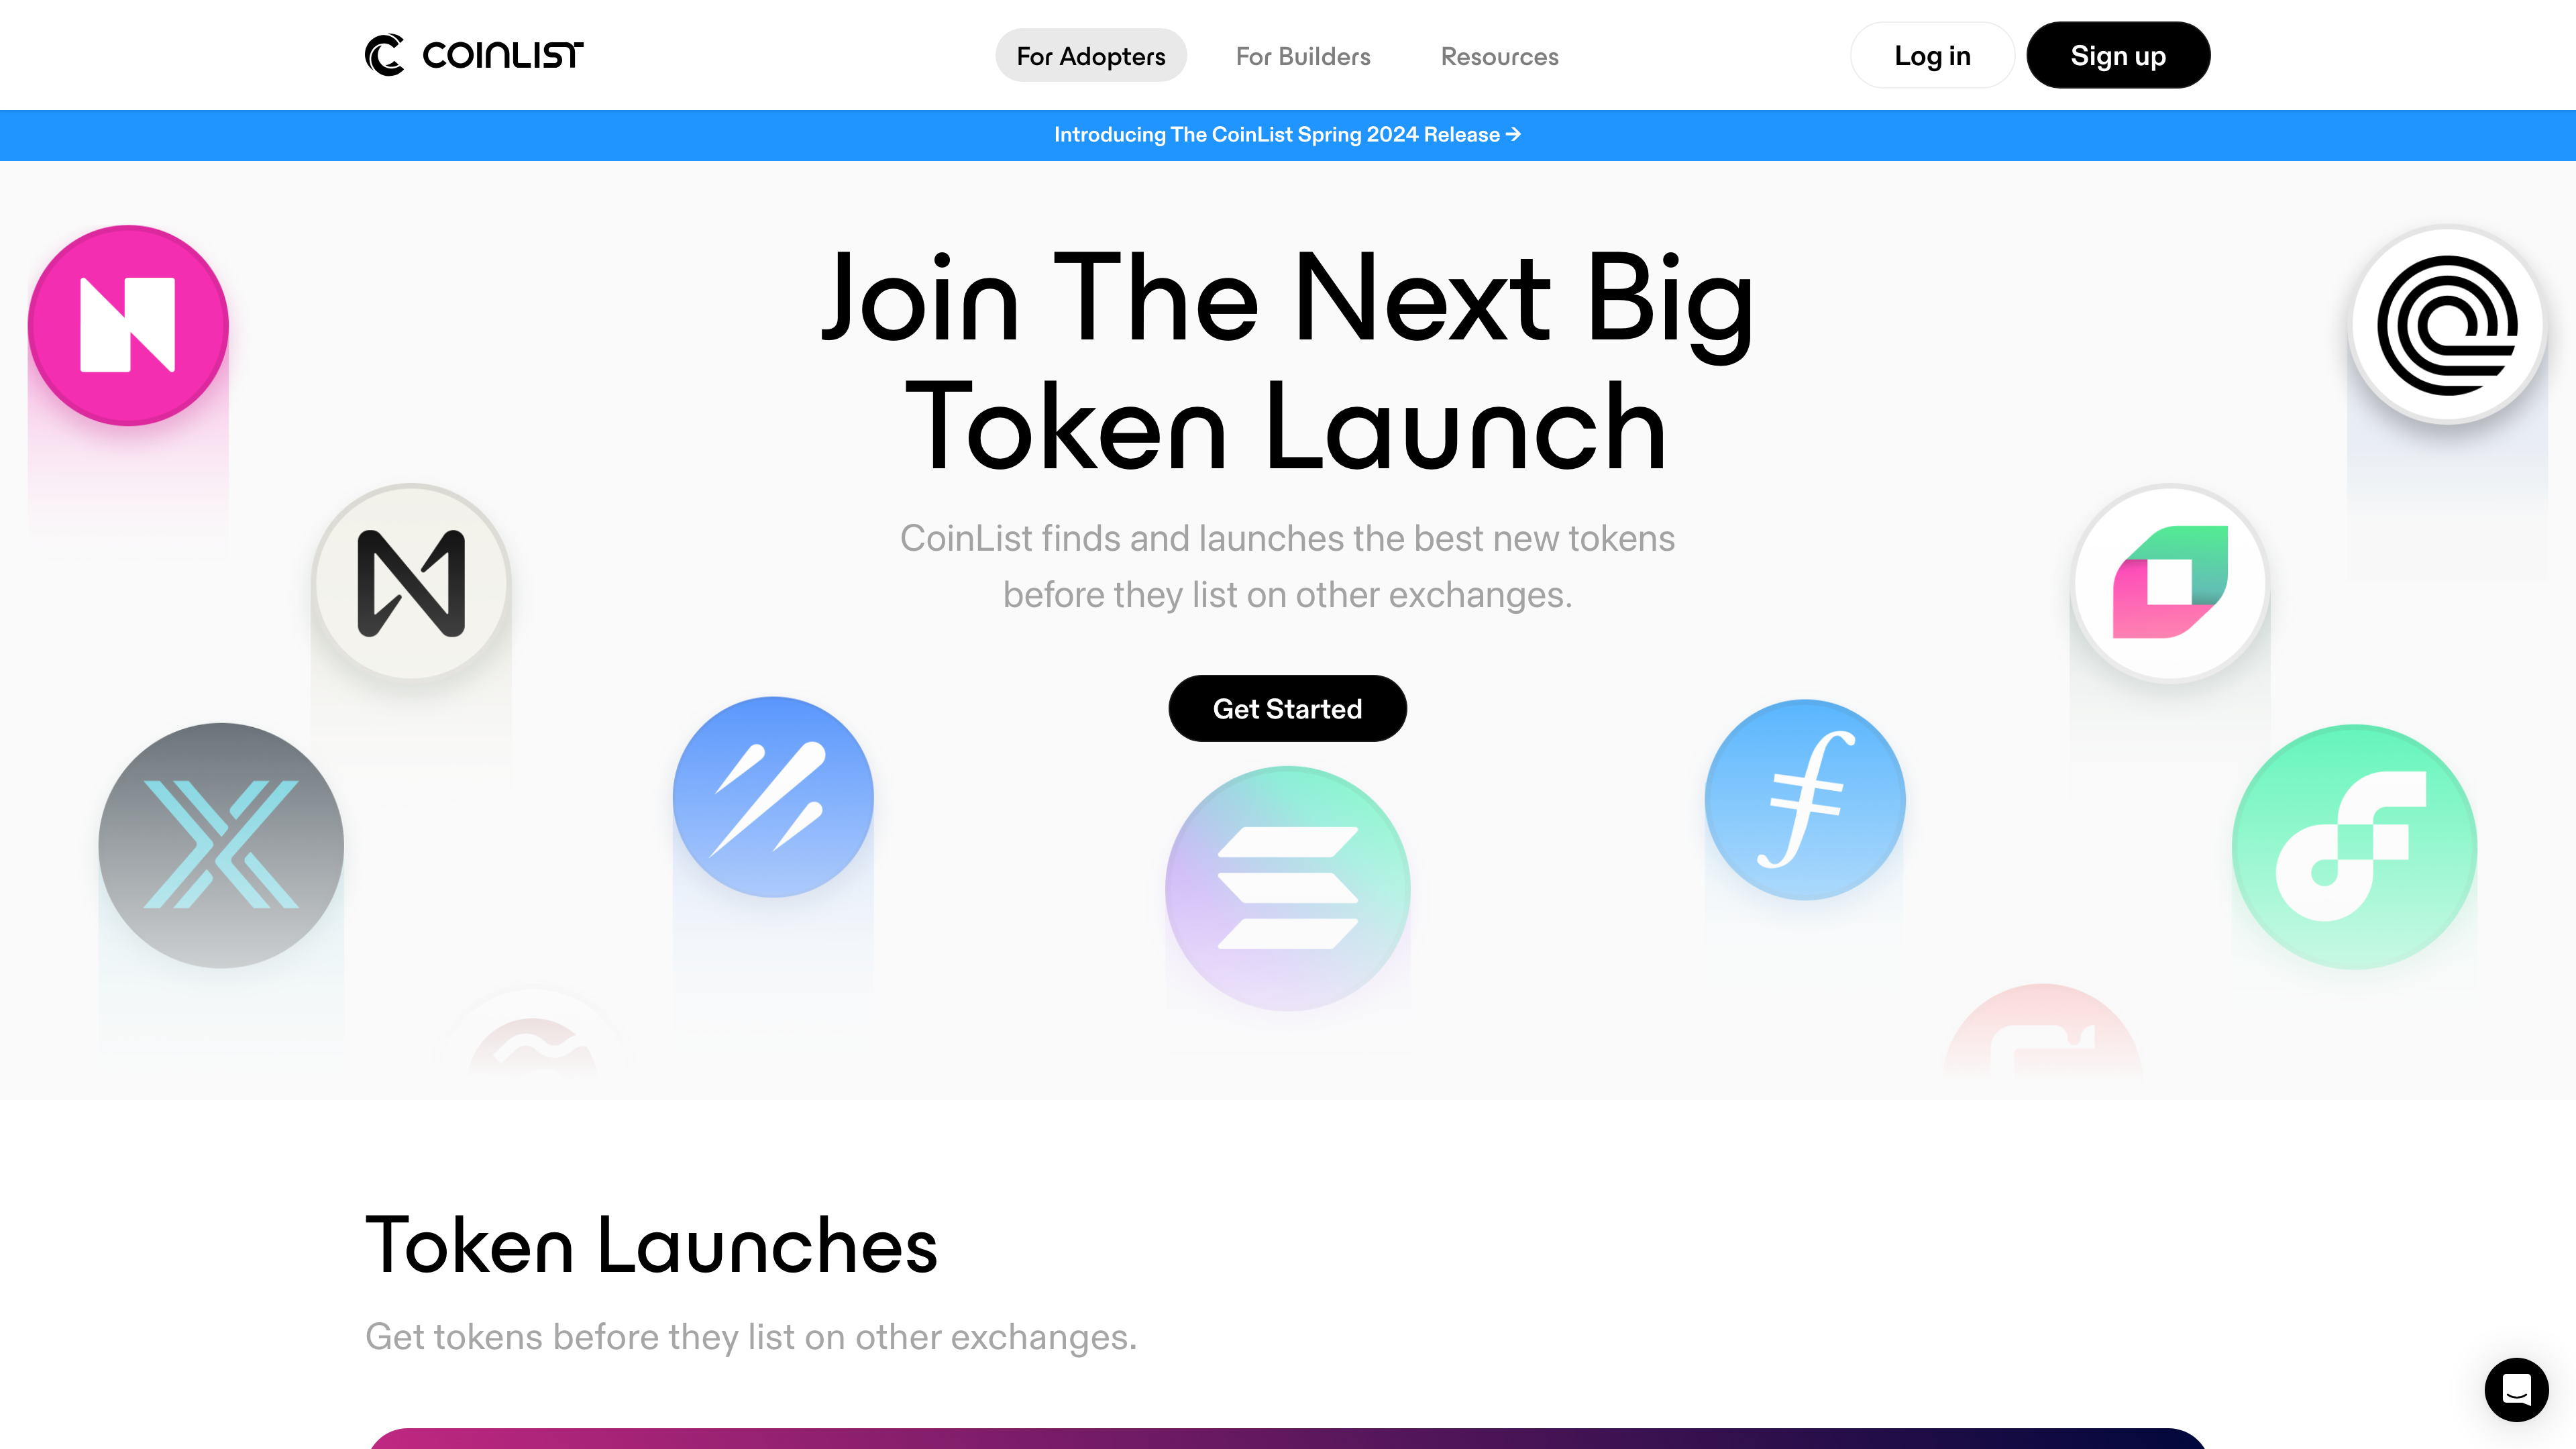 COINLIST
For Adopters
For Builders
Resources
Log in
Sign up
Introducing The CoinList Spring 2024 Release →
Join The Next Big
Token Launch
CoinList finds and launches the best new tokens
before they list on other exchanges.
Get Started
Token Launches
Get tokens before they list on other exchanges.